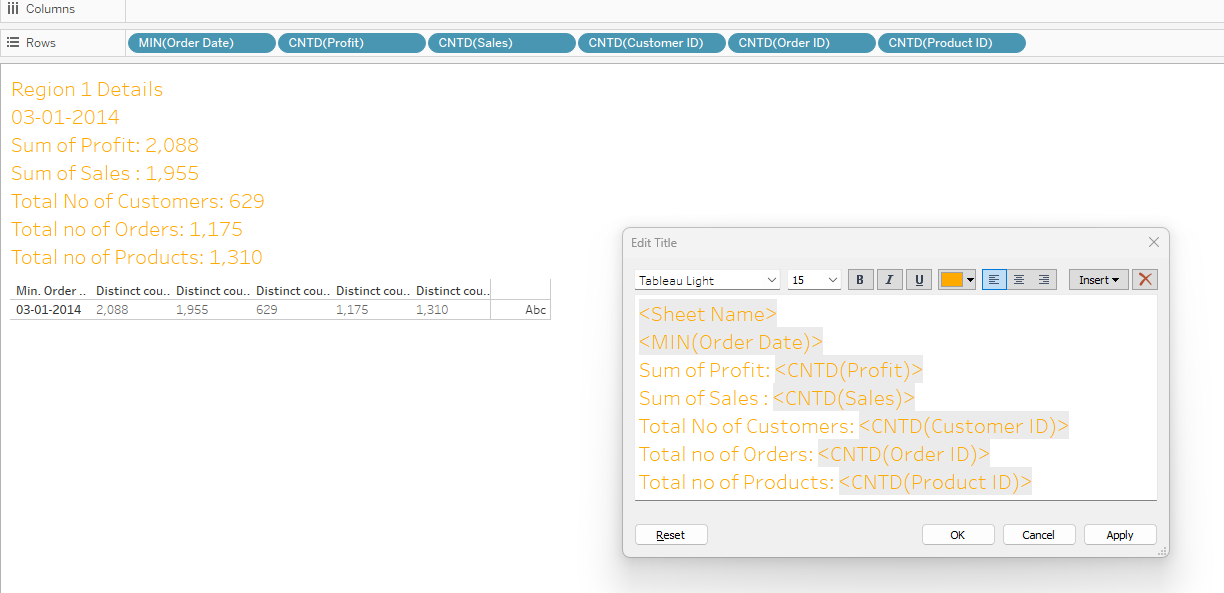 Columns
Rows MIN(Order Date) CNTD(Profit) CNTD(Sales) CNTD(Customer ID) CNTD(Order ID) CNTD(Product ID)
Region 1 Details
03-01-2014
Sum of Profit: 2,088
Sum of Sales : 1,955
Total No of Customers: 629
Total no of Orders: 1,175
Total no of Products: 1,310
Min. Order .. Distinct cou.. Distinct cou.. Distinct cou.. Distinct cou.. Distinct cou..
03-01-2014 2,088 1,955 629 1,175 1,310 Abc
Edit Title
Tableau Light 15 B I U Insert
<Sheet Name>
<MIN(Order Date)>
Sum of Profit: <CNTD(Profit)>
Sum of Sales : <CNTD(Sales)>
Total No of Customers: <CNTD(Customer ID)>
Total no of Orders: <CNTD(Order ID)>
Total no of Products: <CNTD(Product ID)>
Reset OK Cancel Apply